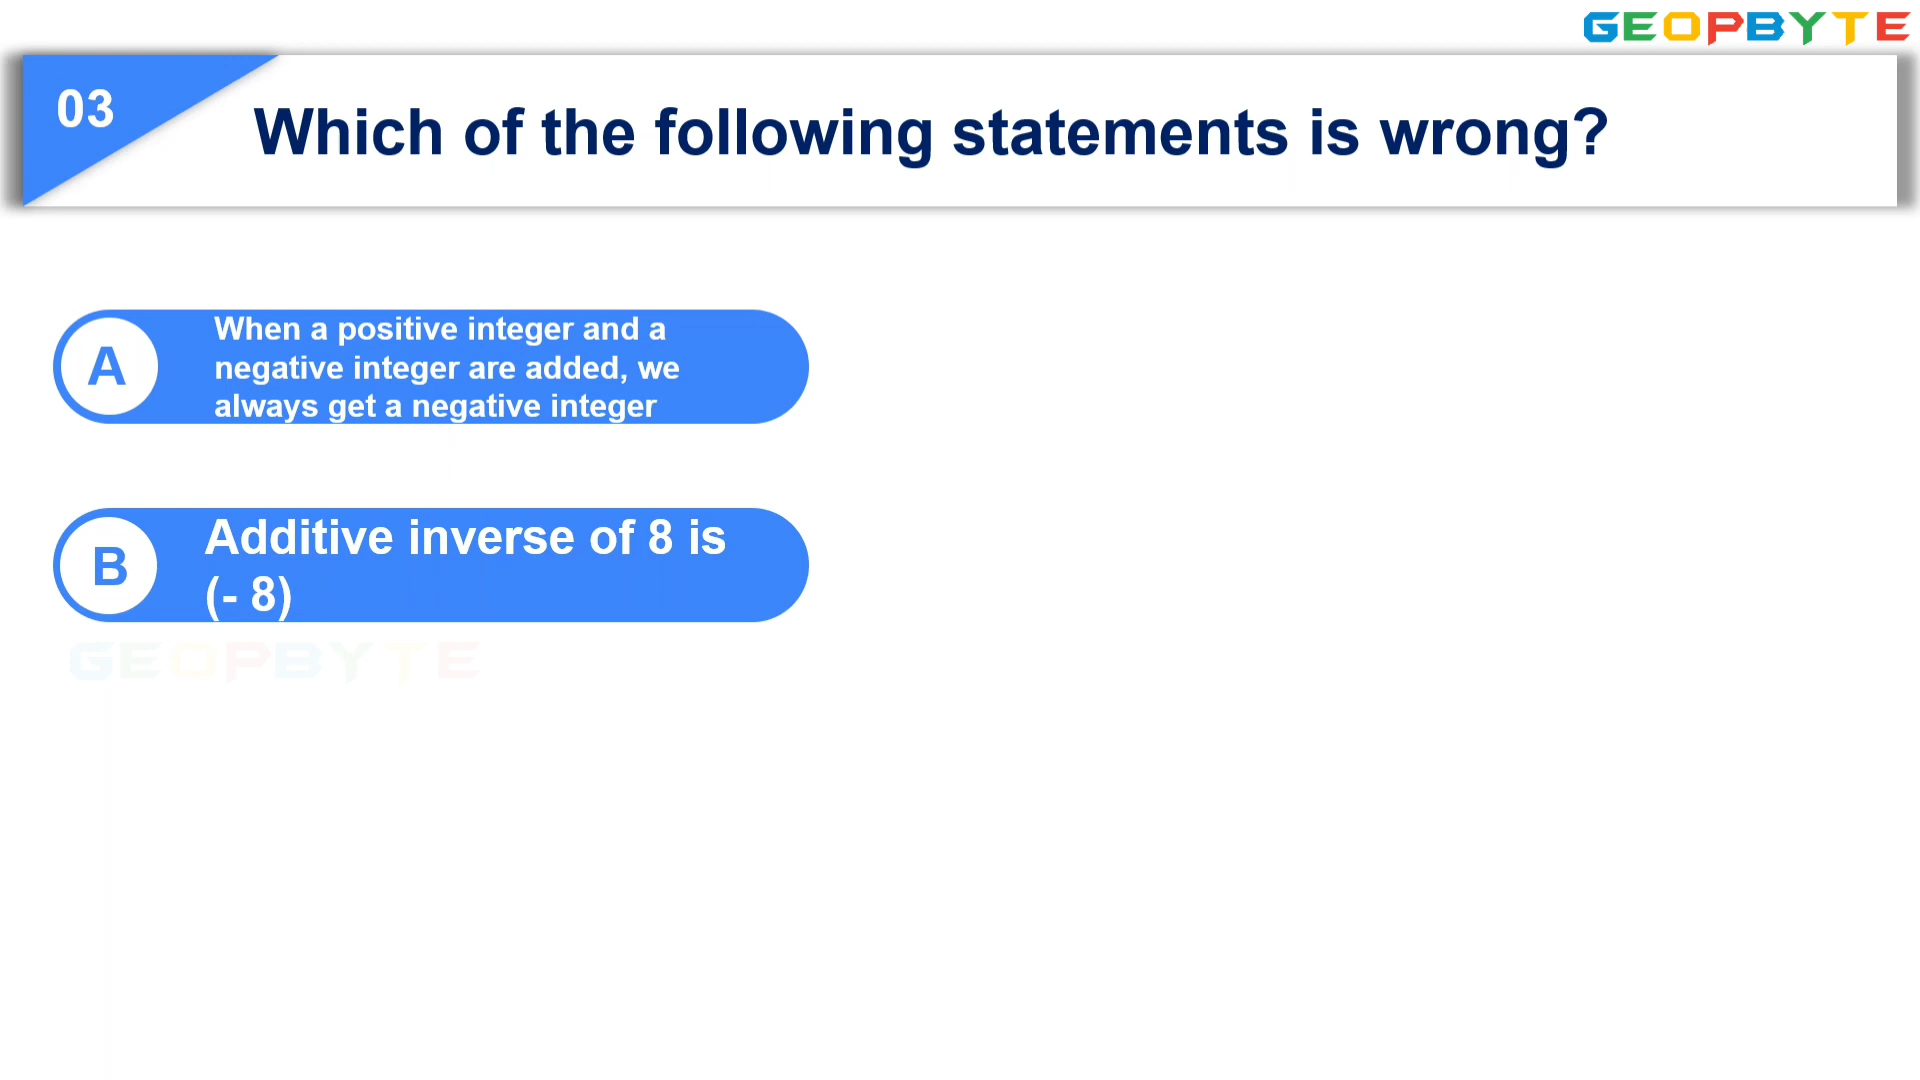 GEOPBYTE
03
Which of the following statements is wrong?
A
When a positive integer and a
negative integer are added, we
always get a negative integer
B
Additive inverse of 8 is
(- 8)
GEOPBYTE